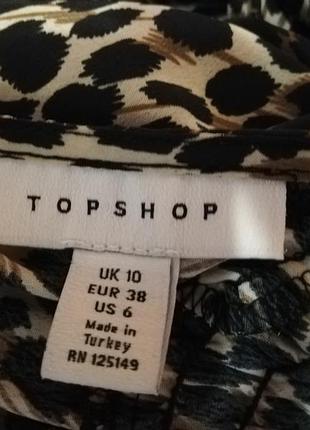 TOPSHOP
UK 10
EUR 38
US 6
Made in
Turkey
RN 125149